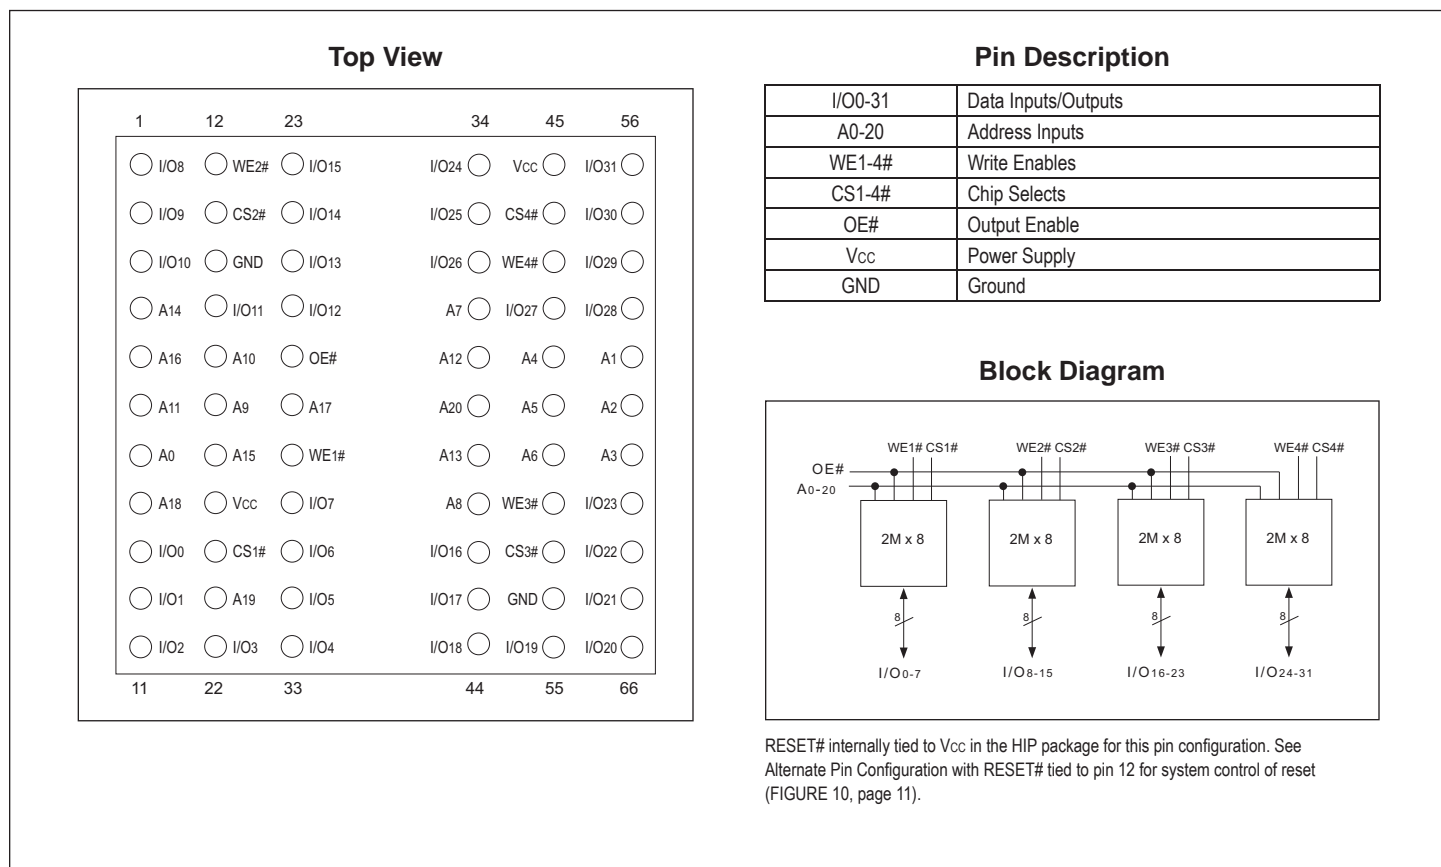 Top View
1 12 23 34 45 56
I/O8 WE2# I/O15 I/O24 VCC I/O31
I/O9 CS2# I/O14 I/O25 CS4# I/O30
I/O10 GND I/O13 I/O26 WE4# I/O29
A14 I/O11 I/O12 A7 I/O27 I/O28
A16 A10 OE# A12 A4 A1
A11 A9 A17 A20 A5 A2
A0 A15 WE1# A13 A6 A3
A18 VCC I/O7 A8 WE3# I/O23
I/O0 CS1# I/O6 I/O16 CS3# I/O22
I/O1 A19 I/O5 I/O17 GND I/O21
I/O2 I/O3 I/O4 I/O18 I/O19 I/O20
11 22 33 44 55 66
Pin Description
I/O0-31 Data Inputs/Outputs
A0-20 Address Inputs
WE1-4# Write Enables
CS1-4# Chip Selects
OE# Output Enable
VCC Power Supply
GND Ground
Block Diagram
WE1# CS1# WE2# CS2# WE3# CS3# WE4# CS4#
OE#
A0-20
2M x 8 2M x 8 2M x 8 2M x 8
8 8 8 8
I/O0-7 I/O8-15 I/O16-23 I/O24-31
RESET# internally tied to VCC in the HIP package for this pin configuration. See
Alternate Pin Configuration with RESET# tied to pin 12 for system control of reset
(FIGURE 10, page 11).